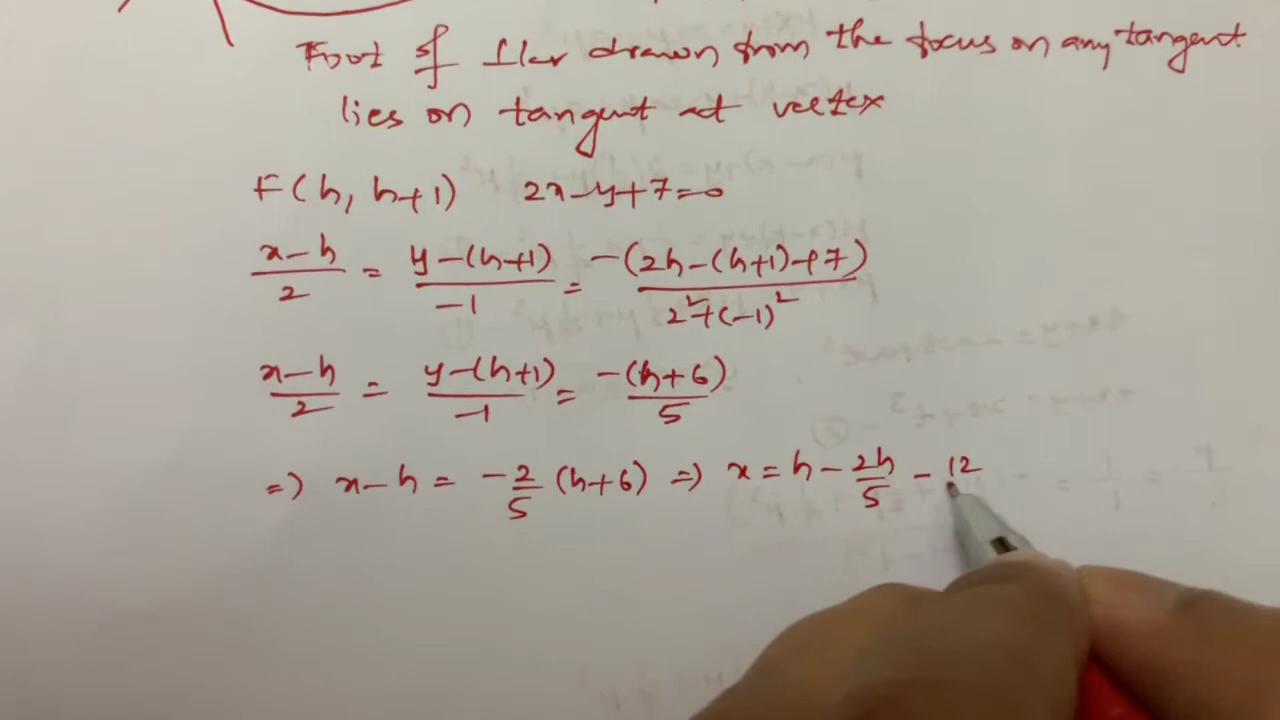 Foot of ⊥lar drawn from the focus on any tangent
lies on tangent at vertex
F(h, h+1) 2x-y+7=0
(x-h)/2 = (y-(h+1))/-1 = -(2h-(h+1)+7)/(2²+(-1)²)
(x-h)/2 = (y-(h+1))/-1 = -(h+6)/5
=> x-h = -2/5 (h+6) => x = h - 2h/5 - 12